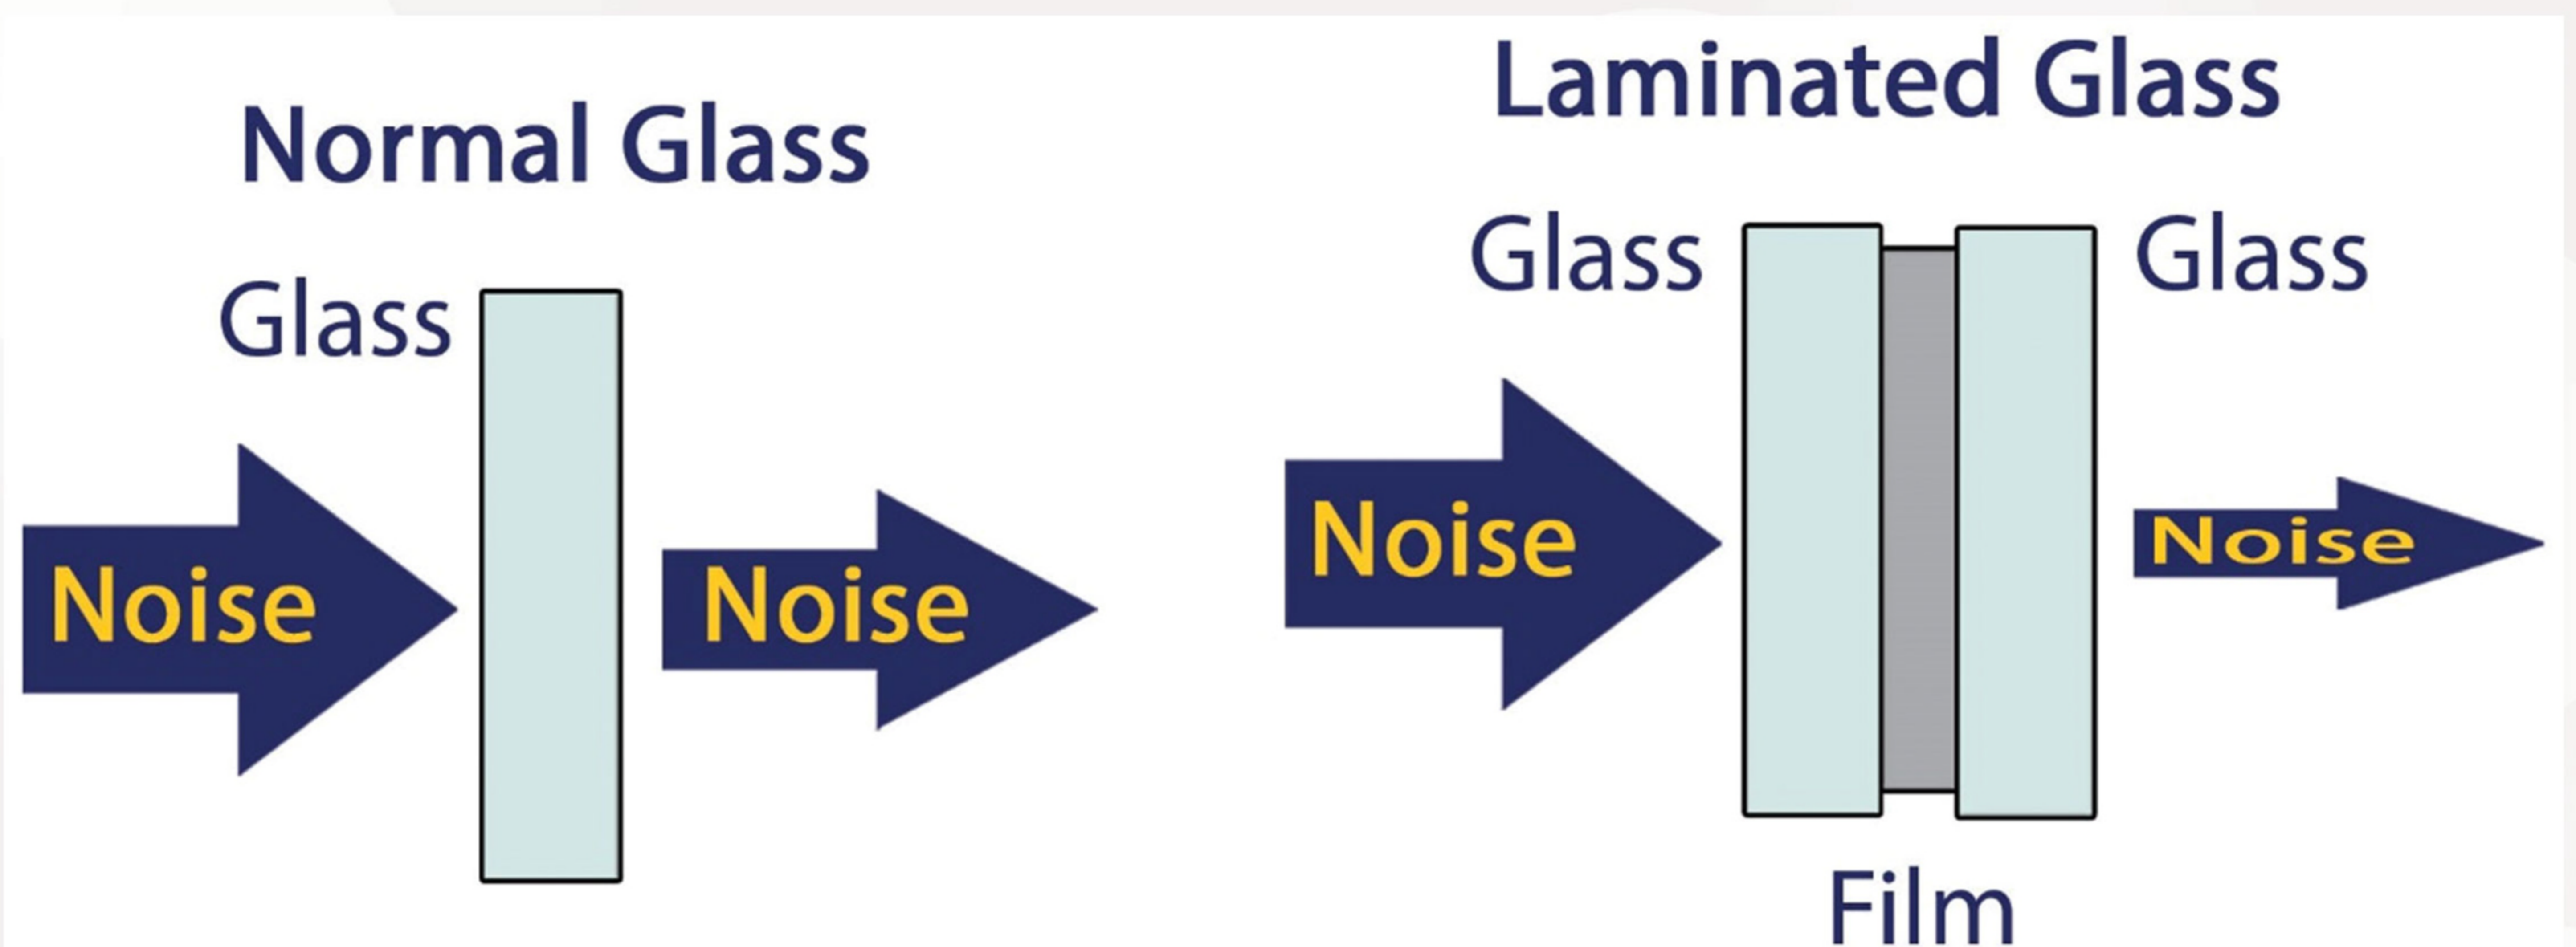 Normal Glass
Glass
Noise
Noise
Laminated Glass
Glass
Glass
Noise
Noise
Film